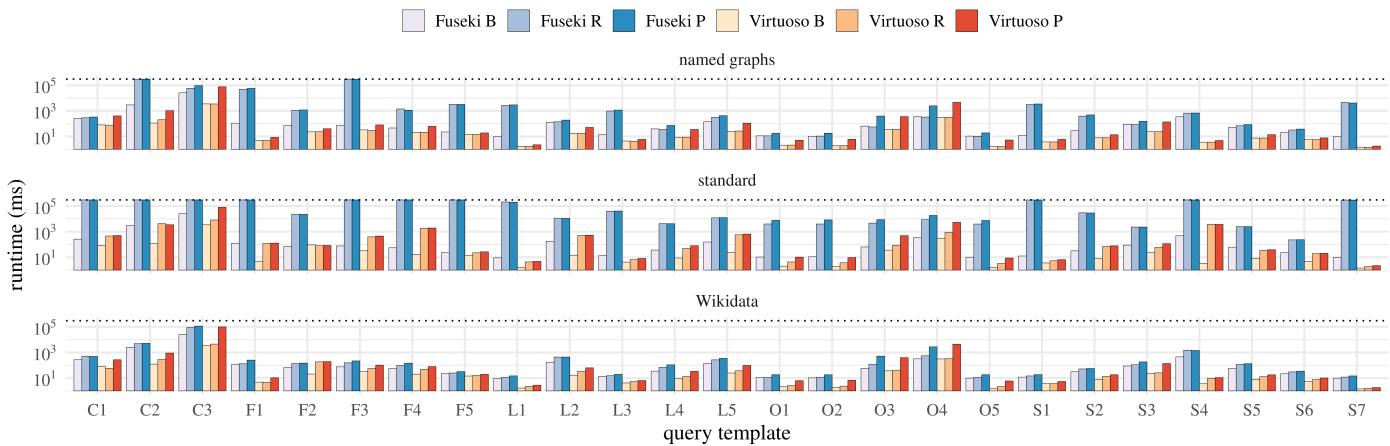 Fuseki B Fuseki R Fuseki P Virtuoso B Virtuoso R Virtuoso P
named graphs
10^5
10^3
10^1
standard
10^5
10^3
10^1
Wikidata
10^5
10^3
10^1
runtime (ms)
C1 C2 C3 F1 F2 F3 F4 F5 L1 L2 L3 L4 L5 O1 O2 O3 O4 O5 S1 S2 S3 S4 S5 S6 S7
query template